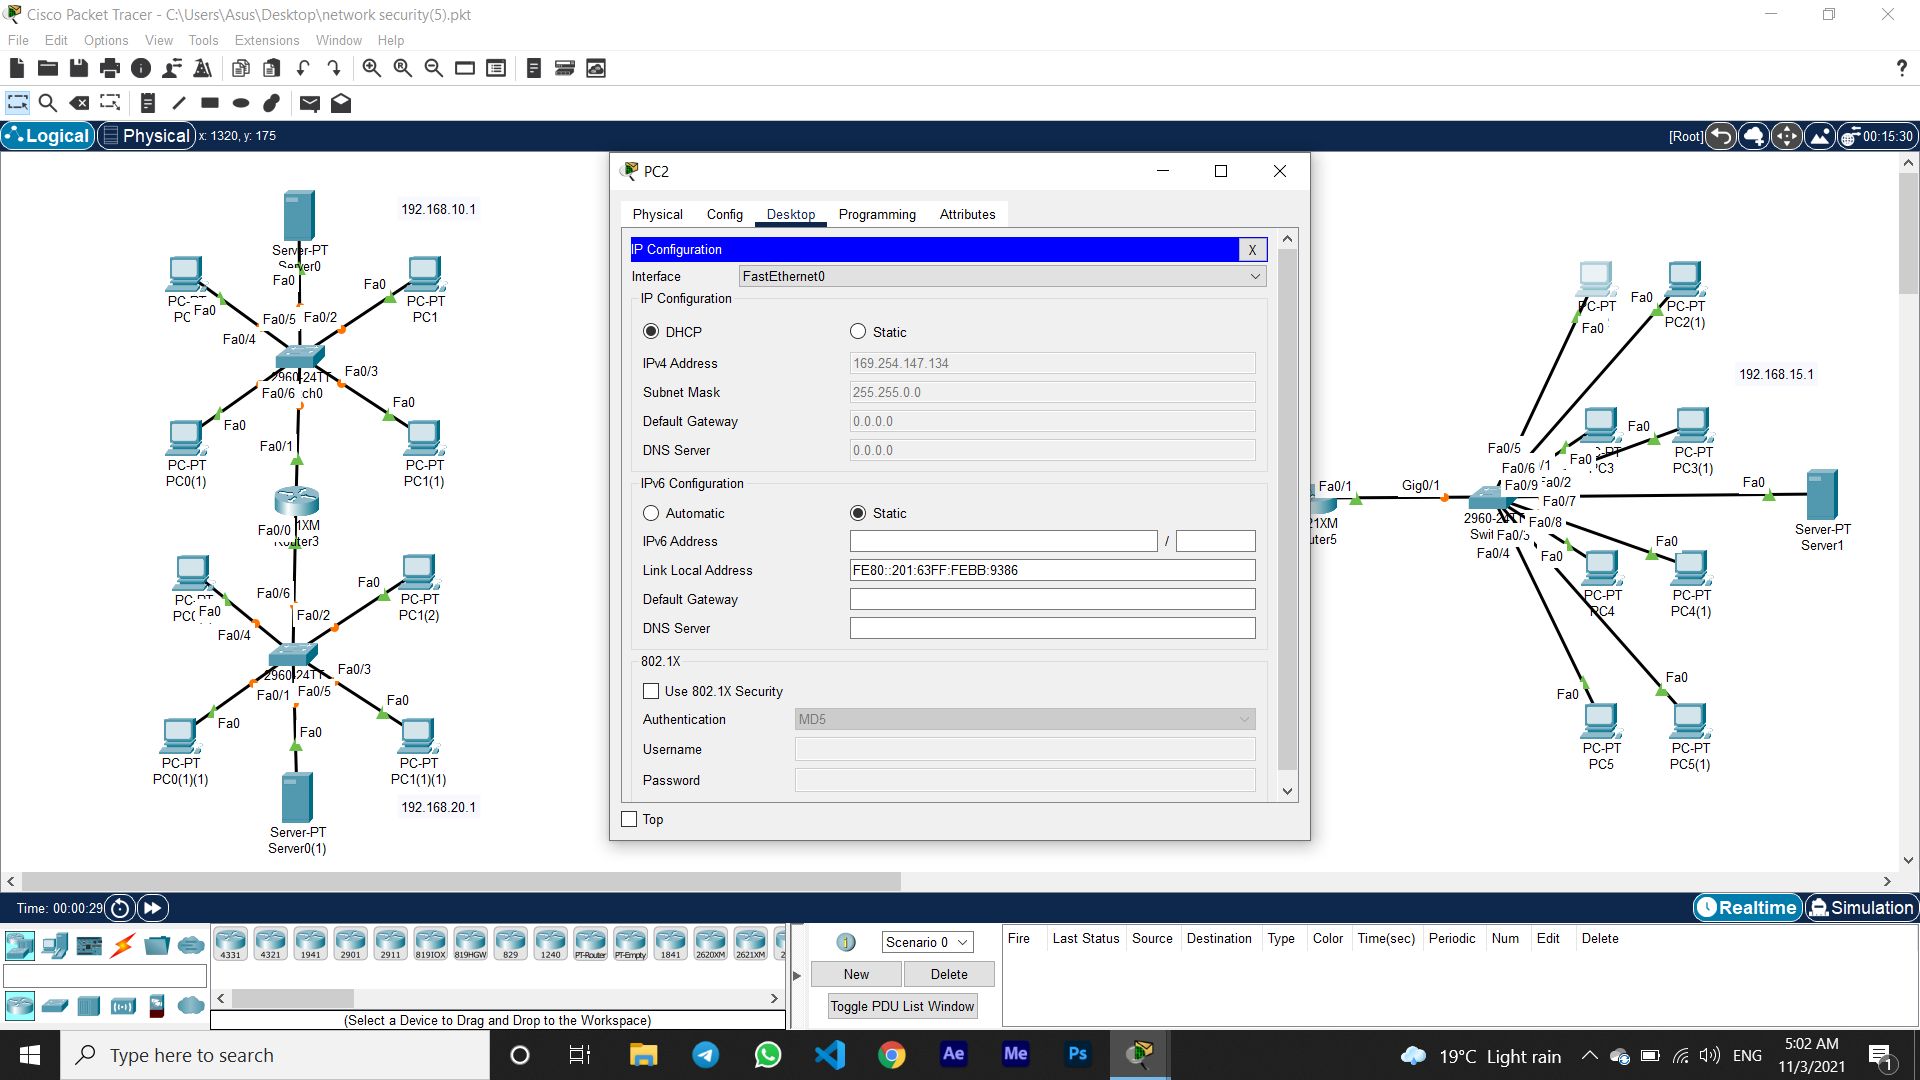 Cisco Packet Tracer - C:\Users\Asus\Desktop\network security(5).pkt
File Edit Options View Tools Extensions Window Help
?
Logical Physical x: 1320, y: 175 [Root] 00:15:30
PC2
Physical Config Desktop Programming Attributes
IP Configuration X
Interface FastEthernet0
IP Configuration
DHCP Static
IPv4 Address 169.254.147.134
Subnet Mask 255.255.0.0
Default Gateway 0.0.0.0
DNS Server 0.0.0.0
IPv6 Configuration
Automatic Static
IPv6 Address /
Link Local Address FE80::201:63FF:FEBB:9386
Default Gateway
DNS Server
802.1X
Use 802.1X Security
Authentication MD5
Username
Password
Top
192.168.10.1
Server-PT
Server0
Fa0
Fa0
PC-PT
PC1
Fa0
Fa0/5 Fa0/2
Fa0/4
Fa0/3
2960-24TT
Fa0/6
Fa0
Fa0
Fa0/1
PC-PT
PC0(1)
PC-PT
PC1(1)
1XM
Router3
Fa0/0
Fa0
Fa0/6
PC-PT
PC1(2)
Fa0
Fa0/2
Fa0/4
Fa0/3
2960-24TT
Fa0/1 Fa0/5
Fa0
Fa0
Fa0
PC-PT
PC0(1)(1)
PC-PT
PC1(1)(1)
192.168.20.1
Server-PT
Server0(1)
PC-PT
Fa0
Fa0
PC-PT
PC2(1)
192.168.15.1
Fa0
PC3
Fa0
PC-PT
PC3(1)
Fa0/5
Fa0/6 /1
Fa0/9 Fa0/2
Fa0/7
Fa0/8
Fa0/3
Fa0/4
2960-24TT
Fa0/1
Gig0/1
21XM
Fa0
Server-PT
Server1
Fa0
Fa0
PC-PT
PC4
PC-PT
PC4(1)
Fa0
Fa0
PC-PT
PC5
PC-PT
PC5(1)
Time: 00:00:29 Realtime Simulation
4331 4321 1941 2901 2911 819IOX 819HGW 829 1240 PT-Router PT-Empty 1841 2620XM 2621XM
(Select a Device to Drag and Drop to the Workspace)
Scenario 0
New Delete
Toggle PDU List Window
Fire Last Status Source Destination Type Color Time(sec) Periodic Num Edit Delete
Type here to search
Ae Me Ps
19°C Light rain ENG
5:02 AM
11/3/2021
1